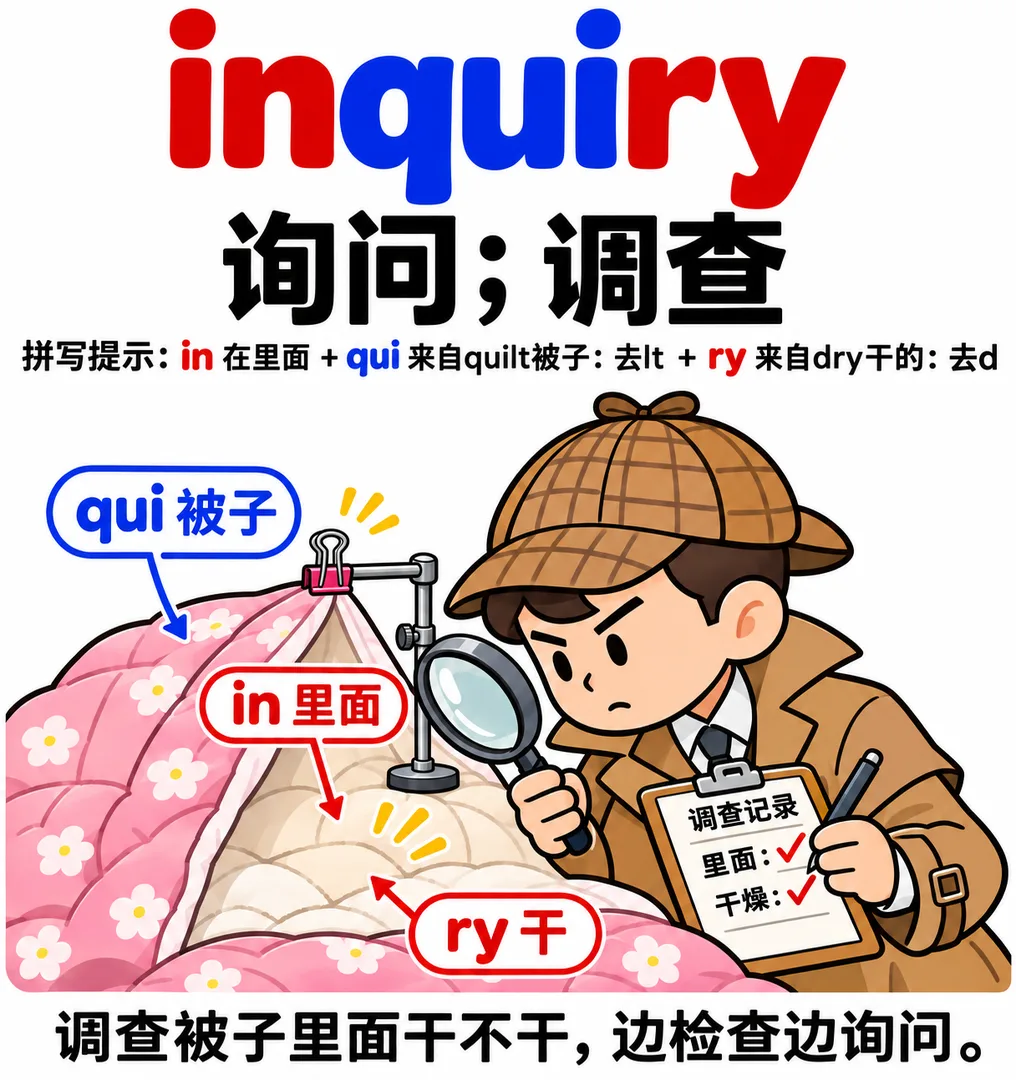 inquiry
询问；调查
拼写提示：in 在里面 + qui 来自quilt被子：去lt + ry 来自dry干的：去d
qui 被子
in 里面
调查记录
里面：✓
干燥：✓
ry 干
调查被子里面干不干，边检查边询问。